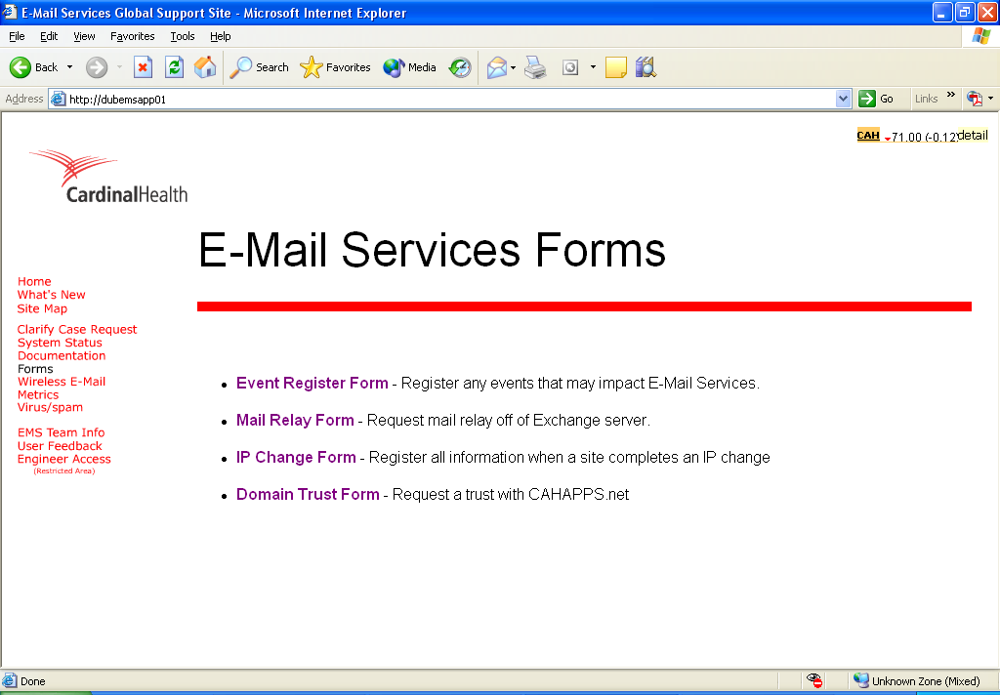 E-Mail Services Global Support Site - Microsoft Internet Explorer
File Edit View Favorites Tools Help
Back Search Favorites Media
Address http://dubemsapp01 Go Links »
CAH 71.00 (-0.12) detail
CardinalHealth
E-Mail Services Forms
Home
What's New
Site Map
Clarify Case Request
System Status
Documentation
Forms
Wireless E-Mail
Metrics
Virus/spam
EMS Team Info
User Feedback
Engineer Access
(Restricted Area)
• Event Register Form - Register any events that may impact E-Mail Services.
• Mail Relay Form - Request mail relay off of Exchange server.
• IP Change Form - Register all information when a site completes an IP change
• Domain Trust Form - Request a trust with CAHAPPS.net
Done Unknown Zone (Mixed)